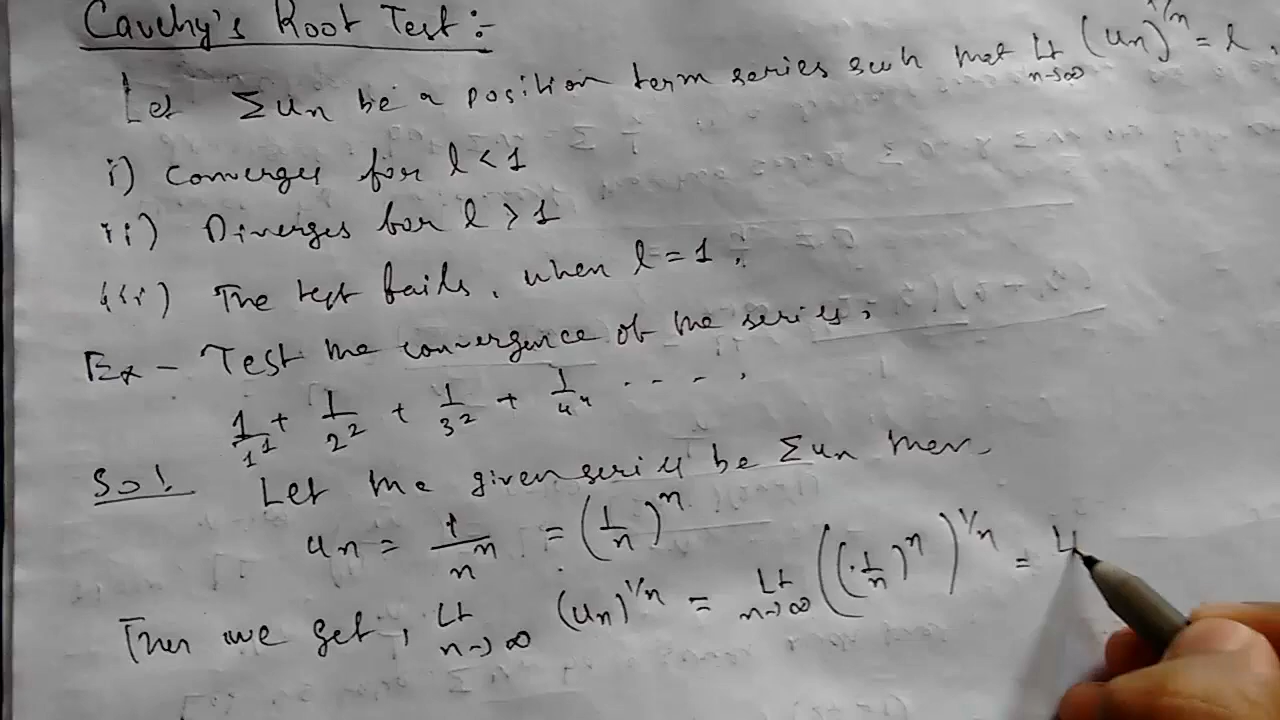 Cauchy's Root Test :-
Let Σun be a position term series such that Lt n→∞ (un)^1/n = l,
i) Converges for l < 1
ii) Diverges for l > 1
iii) The test fails, when l = 1.
Ex - Test the convergence of the series,
1/1^1 + 1/2^2 + 1/3^2 + 1/4^4 - - - - ,
Sol Let the given series be Σun then,
un = 1/n^n = (1/n)^n
Then we get, Lt n→∞ (un)^1/n = Lt n→∞ ((1/n)^n)^1/n = Lt